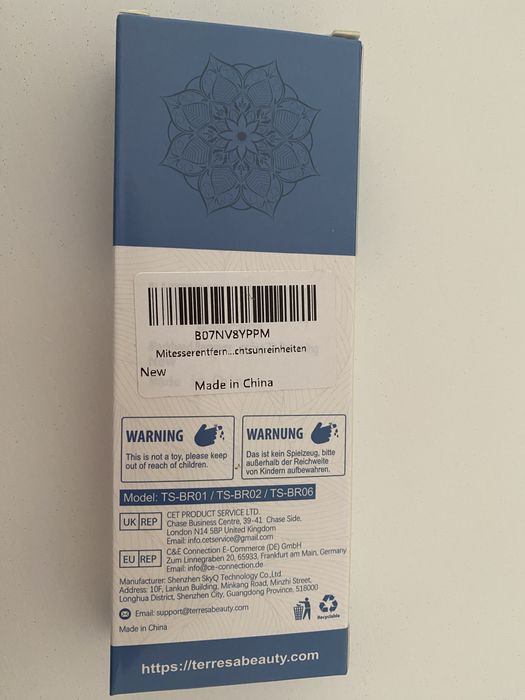 B07NV8YPPM
Mitesserentfern...chtsunreinheiten
New
Made in China
WARNING
This is not a toy, please keep
out of reach of children.
WARNUNG
Das ist kein Spielzeug, bitte
außerhalb der Reichweite
von Kindern aufbewahren.
Model: TS-BR01 / TS-BR02 / TS-BR06
UK REP
CET PRODUCT SERVICE LTD.
Chase Business Centre, 39-41 Chase Side,
London N14 5BP United Kingdom
Email: info.cetservice@gmail.com
EU REP
C&E Connection E-Commerce (DE) GmbH
Zum Linnegraben 20, 65933, Frankfurt am Main, Germany
Email: info@ce-connection.de
Manufacturer: Shenzhen SkyQ Technology Co.,Ltd.
Address: 10F, Lankun Building, Minkang Road, Minzhi Street,
Longhua District, Shenzhen City, Guangdong Province. 518000
Email: support@terresabeauty.com
Made in China
Recyclable
https://terresabeauty.com